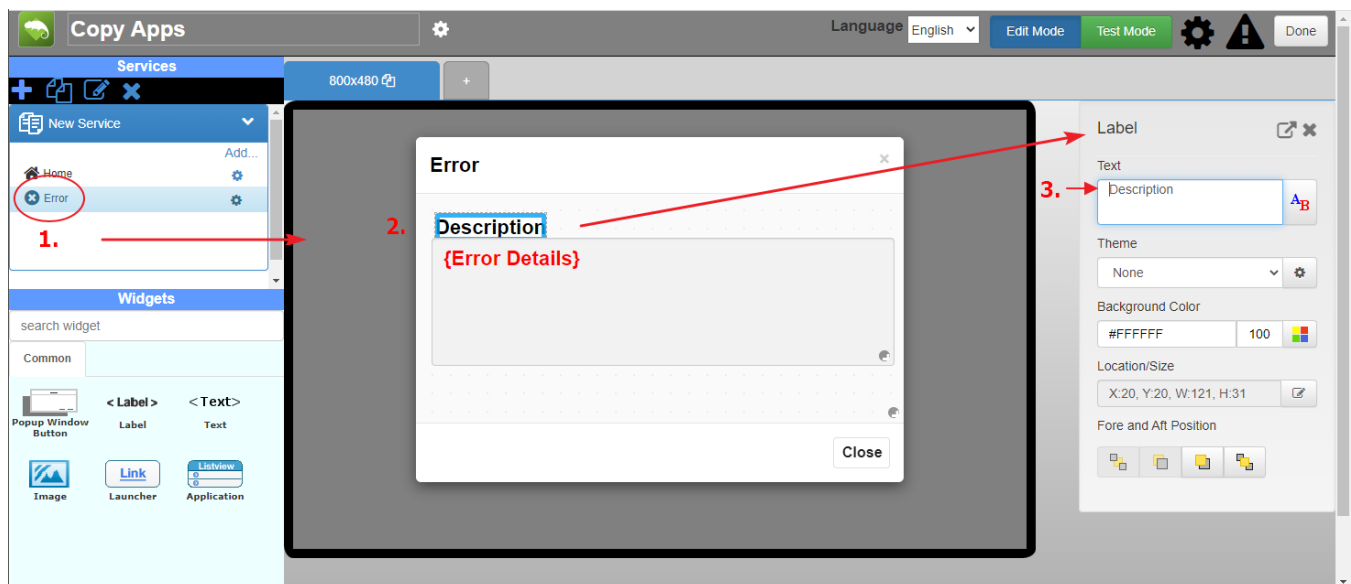 Copy Apps
Language English Edit Mode Test Mode Done
Services
New Service
Add...
Home
Error
1.
Widgets
search widget
Common
Popup Window Button
< Label >
Label
<Text>
Text
Image
Link
Launcher
Listview
Application
800x480
+
Error
×
2.
Description
{Error Details}
Close
Label
Text
3.
Description
AB
Theme
None
Background Color
#FFFFFF 100
Location/Size
X:20, Y:20, W:121, H:31
Fore and Aft Position